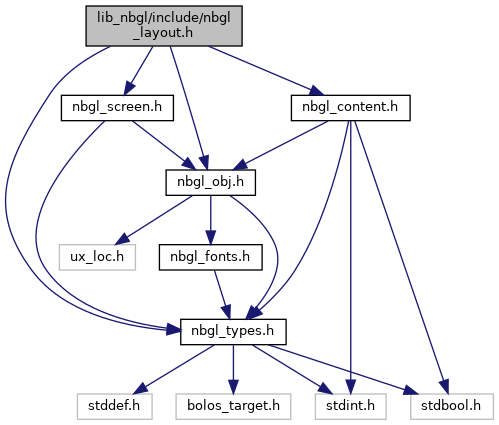 lib_nbgl/include/nbgl
_layout.h
nbgl_screen.h
nbgl_content.h
nbgl_obj.h
ux_loc.h
nbgl_fonts.h
nbgl_types.h
stddef.h
bolos_target.h
stdint.h
stdbool.h